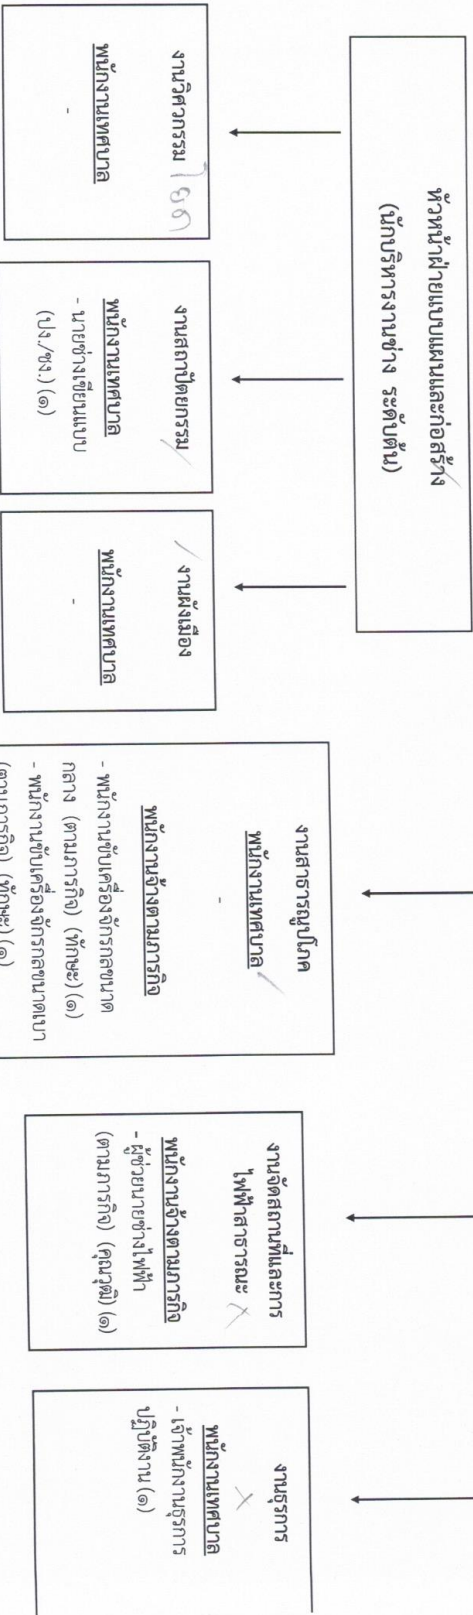 หัวหน้าฝ่ายแบบแผนและก่อสร้าง
(นักบริหารงานช่าง ระดับต้น)
งานวิศวกรรม
พนักงานเทศบาล
-
งานสถาปัตยกรรม
พนักงานเทศบาล
- นายช่างเขียนแบบ
(ปง./ชง.) (๑)
งานผังเมือง
พนักงานเทศบาล
-
งานสาธารณูปโภค
พนักงานเทศบาล
-
พนักงานจ้างตามภารกิจ
- พนักงานขับเครื่องจักรกลขนาด
กลาง (ตามภารกิจ) (ทักษะ) (๑)
- พนักงานขับเครื่องจักรกลขนาดเบา
(ตามภารกิจ) (ทักษะ) (๑)
งานจัดสถานที่และการ
ไฟฟ้าสาธารณะ
พนักงานจ้างตามภารกิจ
- ผู้ช่วยนายช่างไฟฟ้า
(ตามภารกิจ) (คุณวุฒิ) (๑)
งานธุรการ
พนักงานเทศบาล
- เจ้าพนักงานธุรการ
ปฏิบัติงาน (๑)